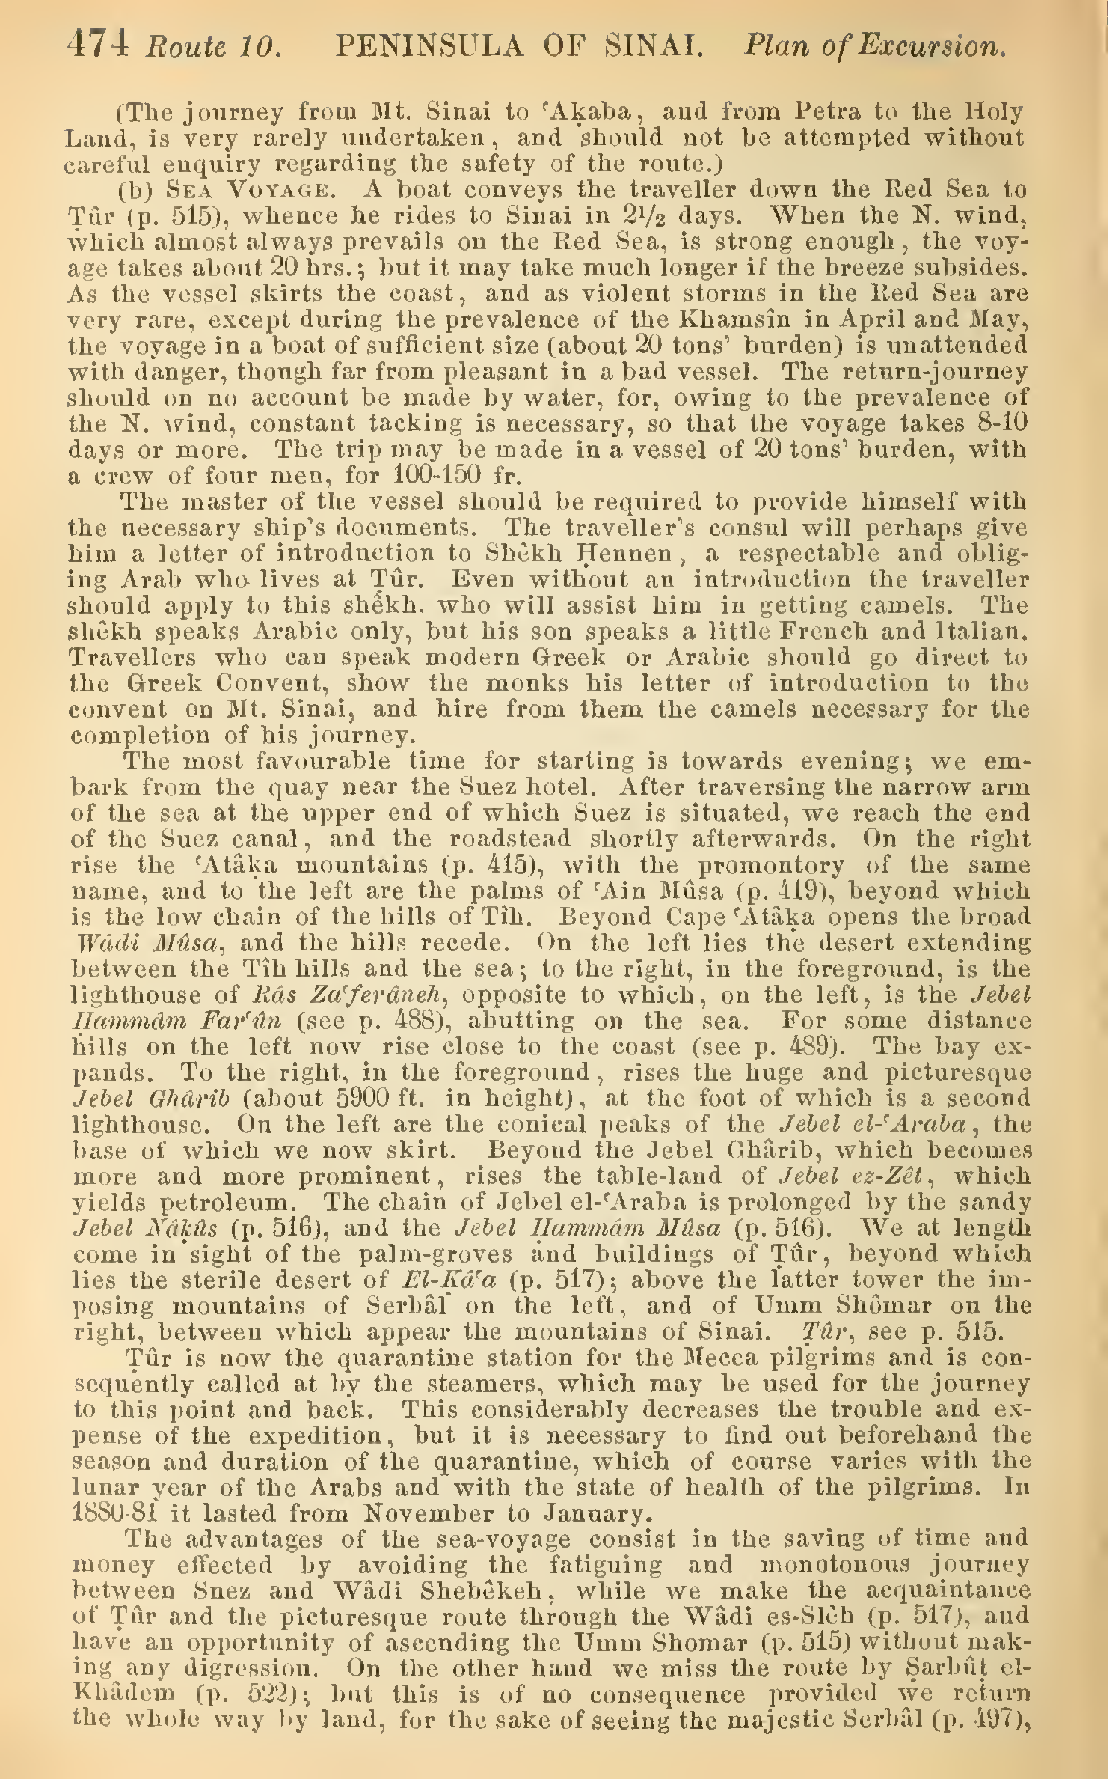 474 Route 10. PENINSULA OF SINAI. Plan of Excursion.
(The journey from Mt. Sinai to ʿAḳaba, and from Petra to the Holy
Land, is very rarely undertaken, and should not be attempted without
careful enquiry regarding the safety of the route.)
(b) SEA VOYAGE. A boat conveys the traveller down the Red Sea to
Ṭûr (p. 515), whence he rides to Sinai in 2½ days. When the N. wind,
which almost always prevails on the Red Sea, is strong enough, the voy-
age takes about 20 hrs.; but it may take much longer if the breeze subsides.
As the vessel skirts the coast, and as violent storms in the Red Sea are
very rare, except during the prevalence of the Khamsîn in April and May,
the voyage in a boat of sufficient size (about 20 tons' burden) is unattended
with danger, though far from pleasant in a bad vessel. The return-journey
should on no account be made by water, for, owing to the prevalence of
the N. wind, constant tacking is necessary, so that the voyage takes 8-10
days or more. The trip may be made in a vessel of 20 tons' burden, with
a crew of four men, for 100-150 fr.
The master of the vessel should be required to provide himself with
the necessary ship's documents. The traveller's consul will perhaps give
him a letter of introduction to Shêkh Ḥennen, a respectable and oblig-
ing Arab who lives at Ṭûr. Even without an introduction the traveller
should apply to this shêkh, who will assist him in getting camels. The
shêkh speaks Arabic only, but his son speaks a little French and Italian.
Travellers who can speak modern Greek or Arabic should go direct to
the Greek Convent, show the monks his letter of introduction to the
convent on Mt. Sinai, and hire from them the camels necessary for the
completion of his journey.
The most favourable time for starting is towards evening; we em-
bark from the quay near the Suez hotel. After traversing the narrow arm
of the sea at the upper end of which Suez is situated, we reach the end
of the Suez canal, and the roadstead shortly afterwards. On the right
rise the ʿAtâḳa mountains (p. 415), with the promontory of the same
name, and to the left are the palms of ʿAin Mûsa (p. 419), beyond which
is the low chain of the hills of Tîh. Beyond Cape ʿAtâḳa opens the broad
Wâdi Mûsa, and the hills recede. On the left lies the desert extending
between the Tîh hills and the sea; to the right, in the foreground, is the
lighthouse of Râs Zaʿferâneh, opposite to which, on the left, is the Jebel
Ḥammâm Farʿûn (see p. 488), abutting on the sea. For some distance
hills on the left now rise close to the coast (see p. 489). The bay ex-
pands. To the right, in the foreground, rises the huge and picturesque
Jebel Ghârib (about 5900 ft. in height), at the foot of which is a second
lighthouse. On the left are the conical peaks of the Jebel el-ʿAraba, the
base of which we now skirt. Beyond the Jebel Ghârib, which becomes
more and more prominent, rises the table-land of Jebel ez-Zêt, which
yields petroleum. The chain of Jebel el-ʿAraba is prolonged by the sandy
Jebel Nâḳûs (p. 516), and the Jebel Ḥammâm Mûsa (p. 516). We at length
come in sight of the palm-groves and buildings of Ṭûr, beyond which
lies the sterile desert of El-Ḳâʿa (p. 517); above the latter tower the im-
posing mountains of Serbâl on the left, and of Umm Shômar on the
right, between which appear the mountains of Sinai. Ṭûr, see p. 515.
Ṭûr is now the quarantine station for the Mecca pilgrims and is con-
sequently called at by the steamers, which may be used for the journey
to this point and back. This considerably decreases the trouble and ex-
pense of the expedition, but it is necessary to find out beforehand the
season and duration of the quarantine, which of course varies with the
lunar year of the Arabs and with the state of health of the pilgrims. In
1880-81 it lasted from November to January.
The advantages of the sea-voyage consist in the saving of time and
money effected by avoiding the fatiguing and monotonous journey
between Suez and Wâdi Shebêkeh, while we make the acquaintance
of Ṭûr and the picturesque route through the Wâdi es-Slêh (p. 517), and
have an opportunity of ascending the Umm Shomar (p. 515) without mak-
ing any digression. On the other hand we miss the route by Ṣarbûṭ el-
Khâdem (p. 522); but this is of no consequence provided we return
the whole way by land, for the sake of seeing the majestic Serbâl (p. 497),